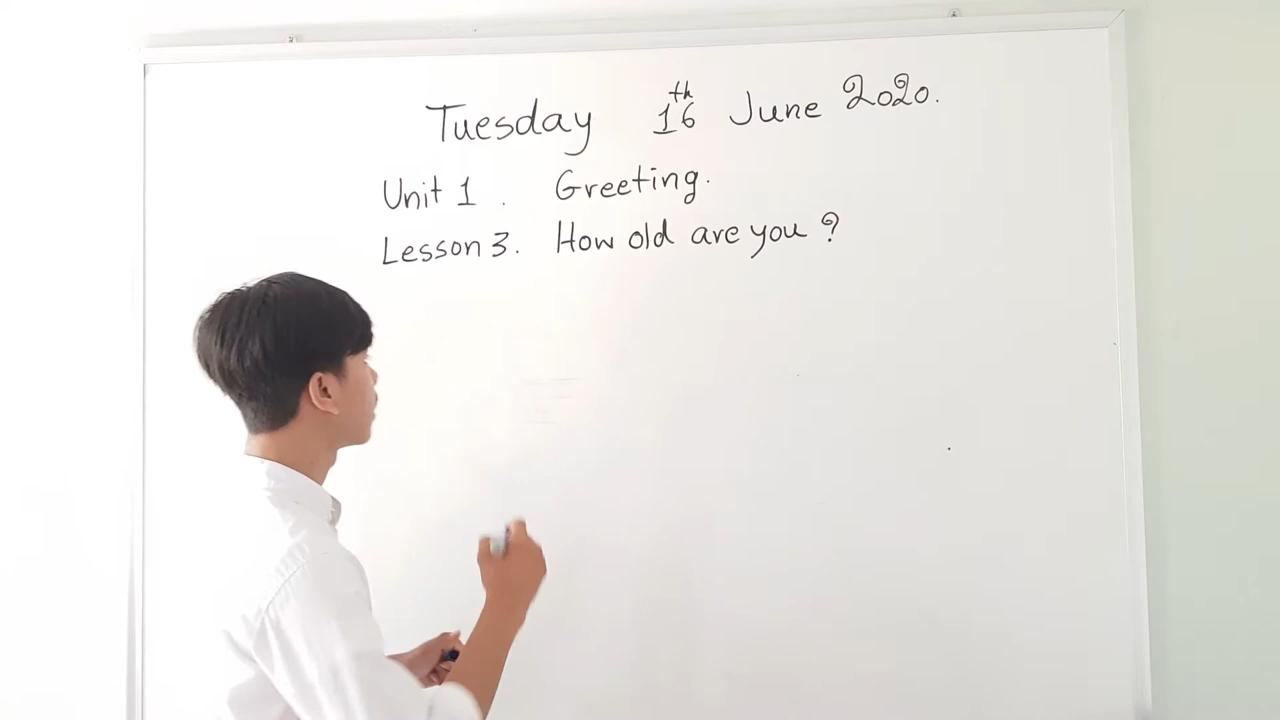 Tuesday 16th June 2020.
Unit 1. Greeting.
Lesson 3. How old are you?